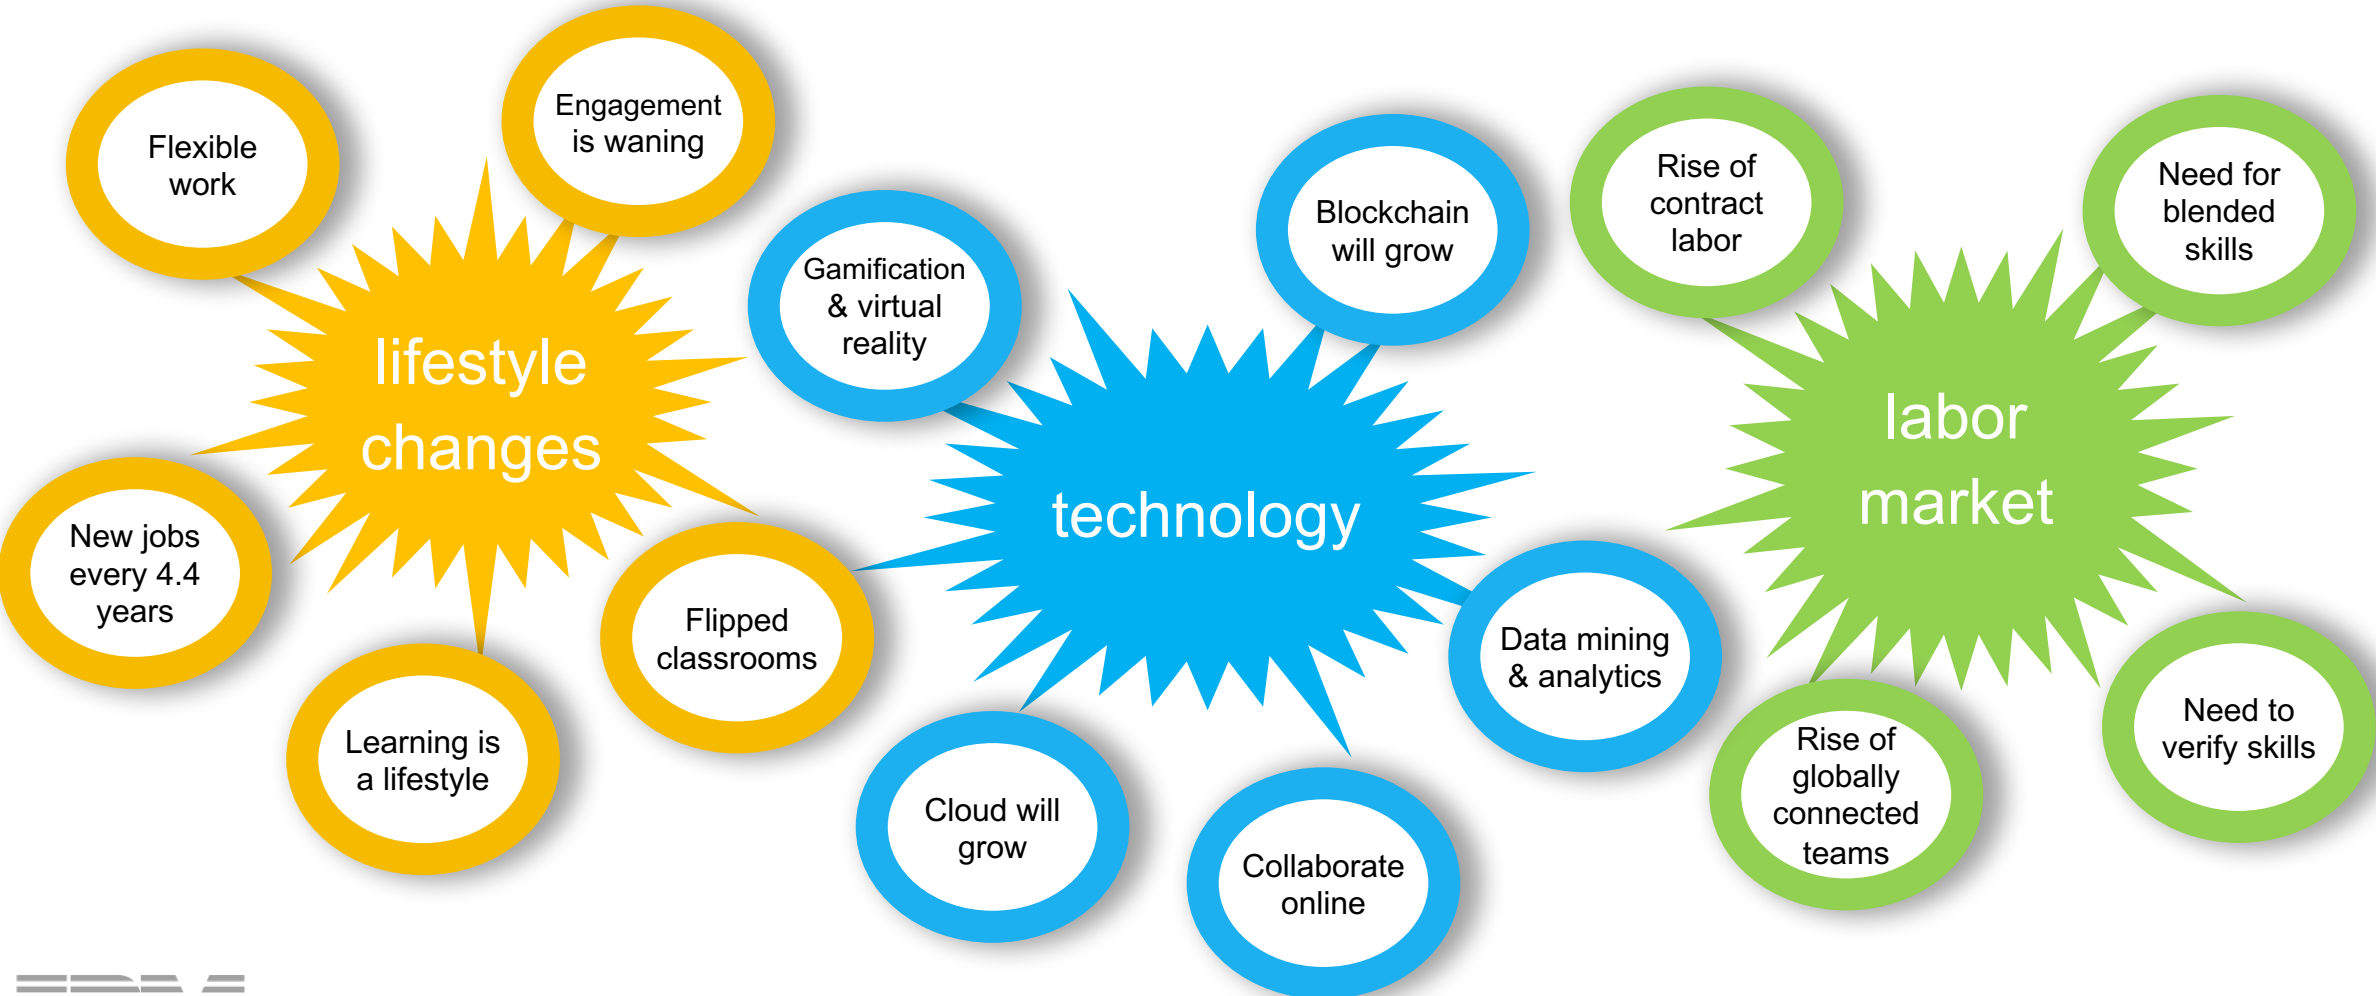 Flexible
work
Engagement
is waning
lifestyle
changes
New jobs
every 4.4
years
Learning is
a lifestyle
Flipped
classrooms
Gamification
& virtual
reality
Blockchain
will grow
technology
Data mining
& analytics
Cloud will
grow
Collaborate
online
Rise of
contract
labor
Need for
blended
skills
labor
market
Rise of
globally
connected
teams
Need to
verify skills